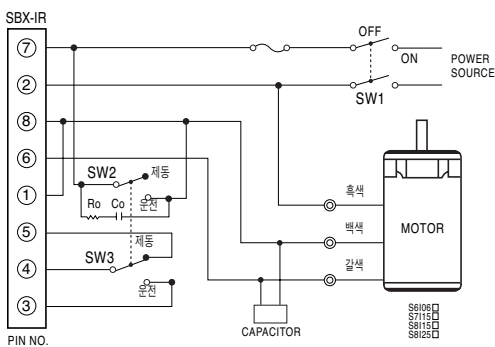 SBX-IR
OFF
7
ON
POWER
SOURCE
2
SW1
8
6
SW2
제동
흑색
1
Ro
Co
운전
MOTOR
5
제동
백색
4
SW3
갈색
운전
3
CAPACITOR
S6I06□
S7I15□
S8I15□
S8I25□
PIN NO.